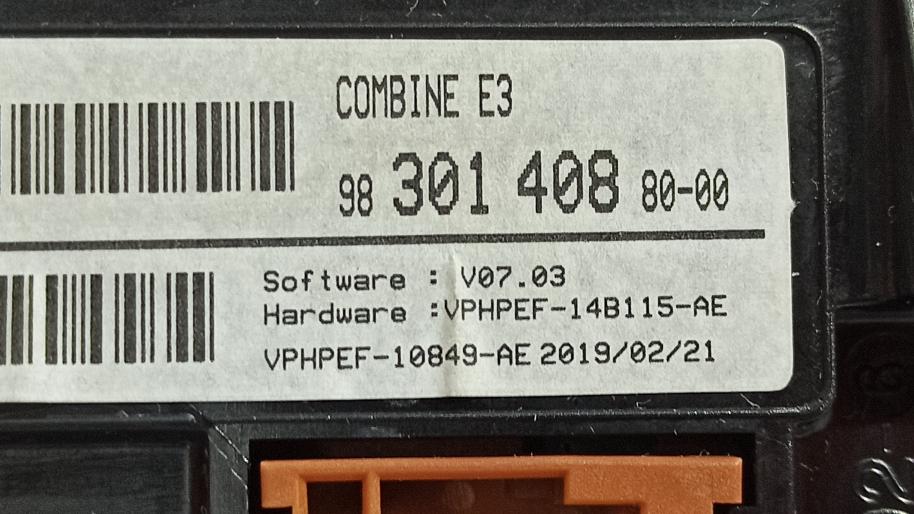 COMBINE E3
98 301 408 80-00
Software : V07.03
Hardware :VPHPEF-14B115-AE
VPHPEF-10849-AE 2019/02/21